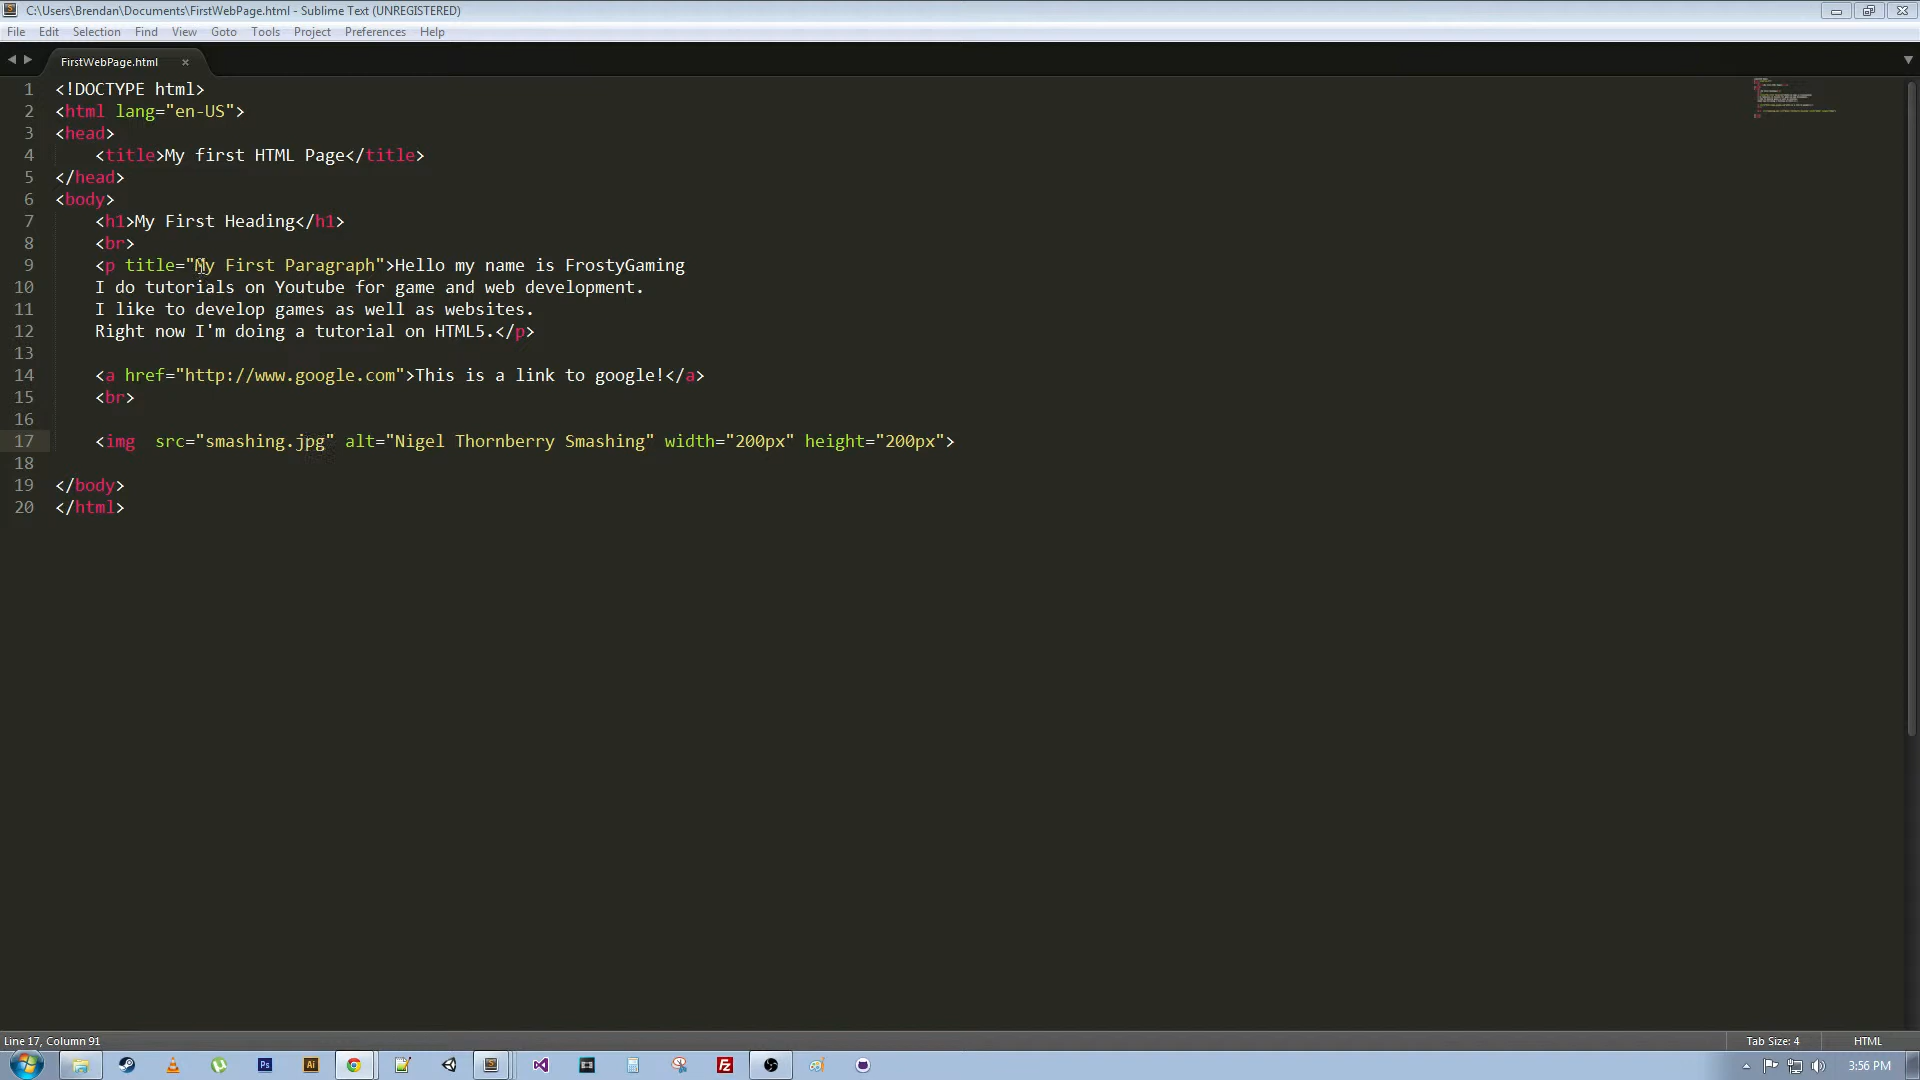 C:\Users\Brendan\Documents\FirstWebPage.html - Sublime Text (UNREGISTERED)
File Edit Selection Find View Goto Tools Project Preferences Help
FirstWebPage.html ×
1 <!DOCTYPE html>
2 <html lang="en-US">
3 <head>
4 <title>My first HTML Page</title>
5 </head>
6 <body>
7 <h1>My First Heading</h1>
8 <br>
9 <p title="My First Paragraph">Hello my name is FrostyGaming
10 I do tutorials on Youtube for game and web development.
11 I like to develop games as well as websites.
12 Right now I'm doing a tutorial on HTML5.</p>
13
14 <a href="http://www.google.com">This is a link to google!</a>
15 <br>
16
17 <img  src="smashing.jpg" alt="Nigel Thornberry Smashing" width="200px" height="200px">
18
19 </body>
20 </html>
Line 17, Column 91 Tab Size: 4 HTML
Ps Ai Fz 3:56 PM